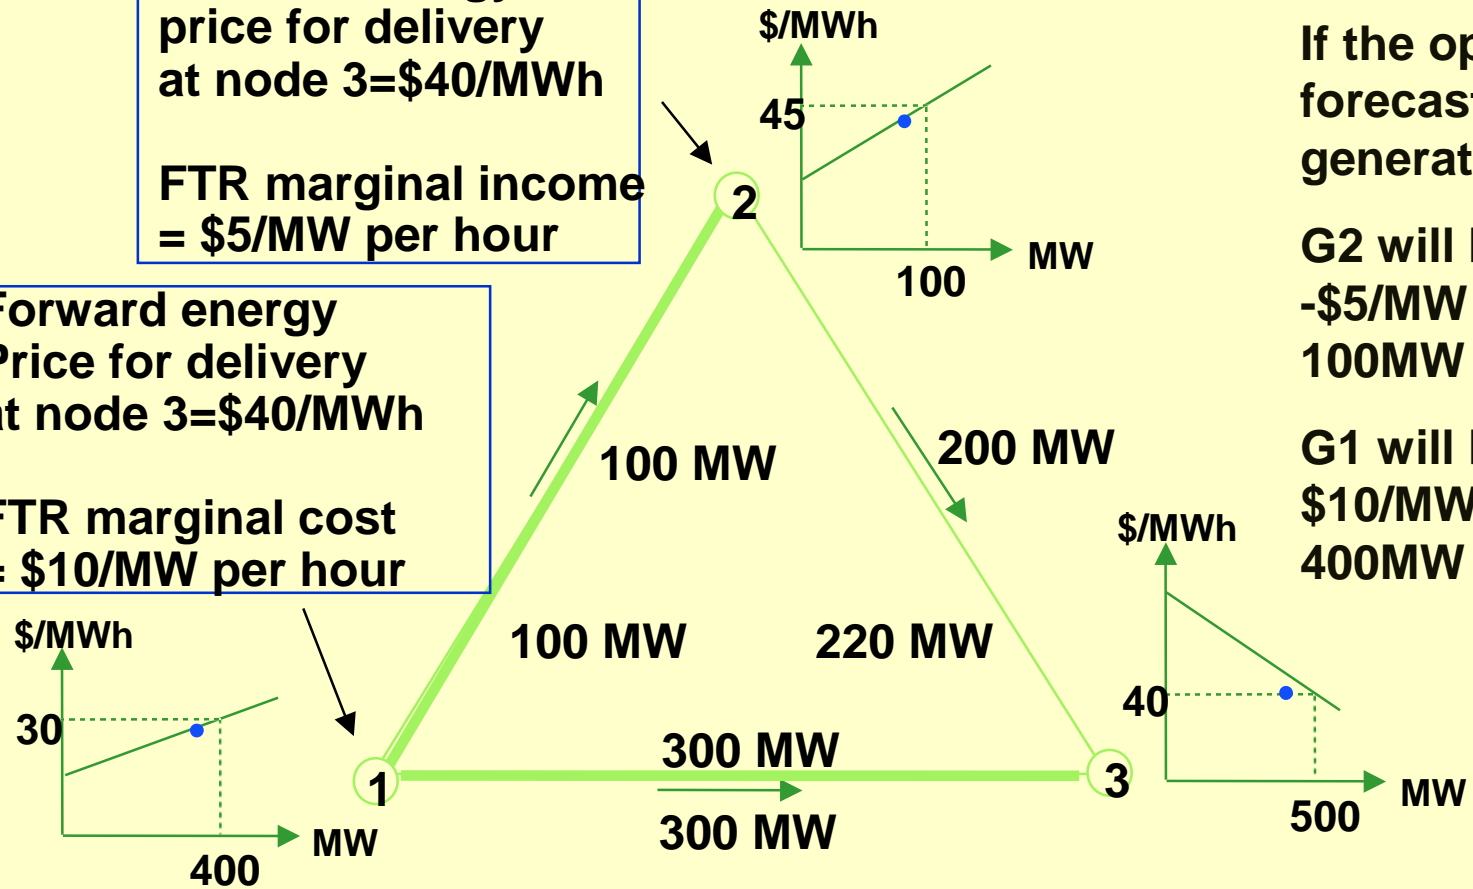 price for delivery
at node 3=$40/MWh
FTR marginal income
= $5/MW per hour
Forward energy
Price for delivery
at node 3=$40/MWh
FTR marginal cost
= $10/MW per hour
$/MWh
45
100
MW
2
100 MW
200 MW
100 MW
220 MW
300 MW
300 MW
1
3
$/MWh
30
400
MW
$/MWh
40
500
MW
If the op
forecast
generat
G2 will
-$5/MW
100MW
G1 will
$10/MW
400MW